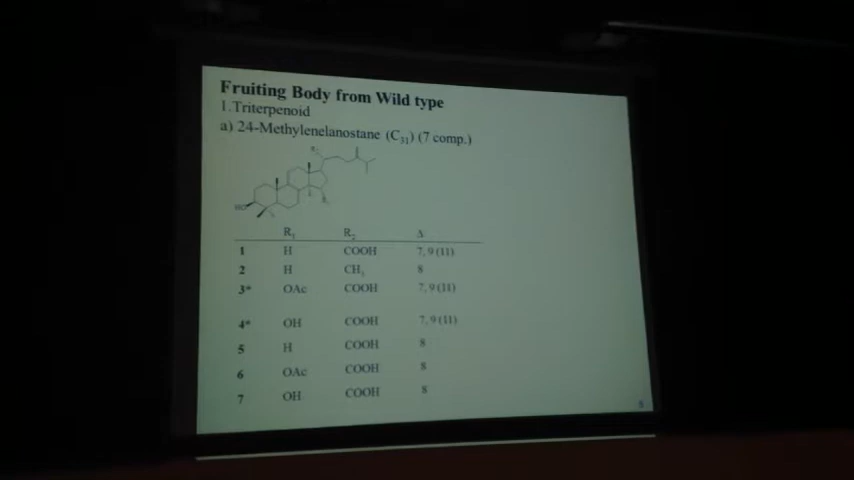 Fruiting Body from Wild type
1.Triterpenoid
a) 24-Methylenelanostane (C31) (7 comp.)
HO
R1 R2 Δ
1 H COOH 7, 9 (11)
2 H CH3 8
3* OAc COOH 7, 9 (11)
4* OH COOH 7, 9 (11)
5 H COOH 8
6 OAc COOH 8
7 OH COOH 8